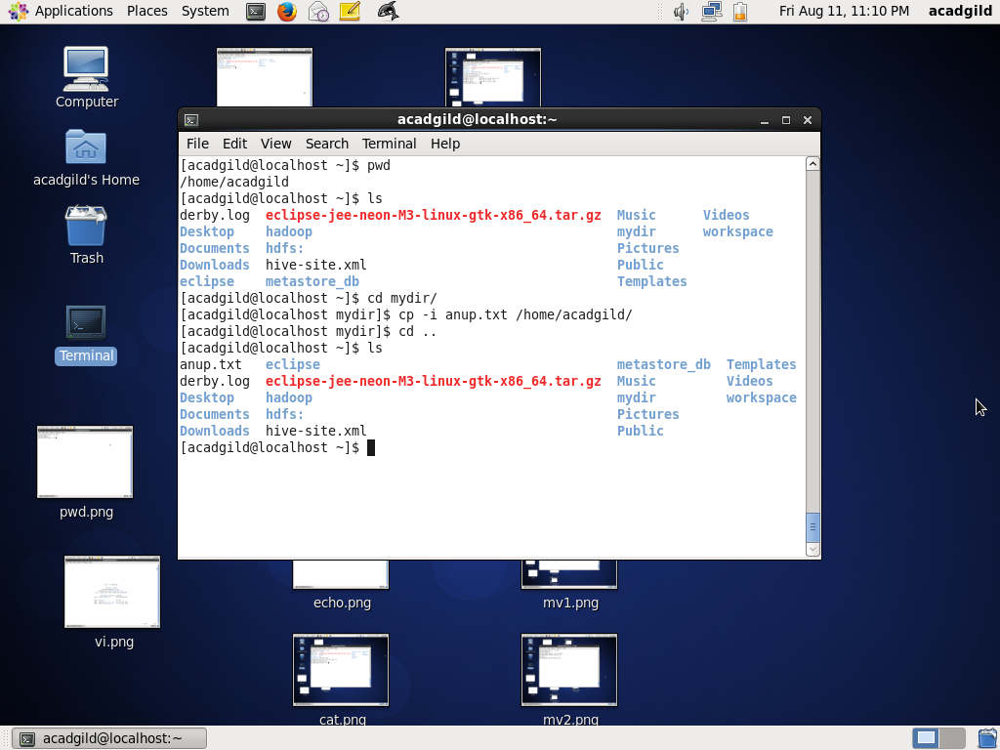 Applications Places System Fri Aug 11, 11:10 PM acadgild
Computer
acadgild's Home
Trash
Terminal
pwd.png
vi.png
acadgild@localhost:~
File Edit View Search Terminal Help
[acadgild@localhost ~]$ pwd
/home/acadgild
[acadgild@localhost ~]$ ls
derby.log eclipse-jee-neon-M3-linux-gtk-x86_64.tar.gz Music Videos
Desktop hadoop mydir workspace
Documents hdfs: Pictures
Downloads hive-site.xml Public
eclipse metastore_db Templates
[acadgild@localhost ~]$ cd mydir/
[acadgild@localhost mydir]$ cp -i anup.txt /home/acadgild/
[acadgild@localhost mydir]$ cd ..
[acadgild@localhost ~]$ ls
anup.txt eclipse metastore_db Templates
derby.log eclipse-jee-neon-M3-linux-gtk-x86_64.tar.gz Music Videos
Desktop hadoop mydir workspace
Documents hdfs: Pictures
Downloads hive-site.xml Public
[acadgild@localhost ~]$
echo.png mv1.png
cat.png mv2.png
acadgild@localhost:~